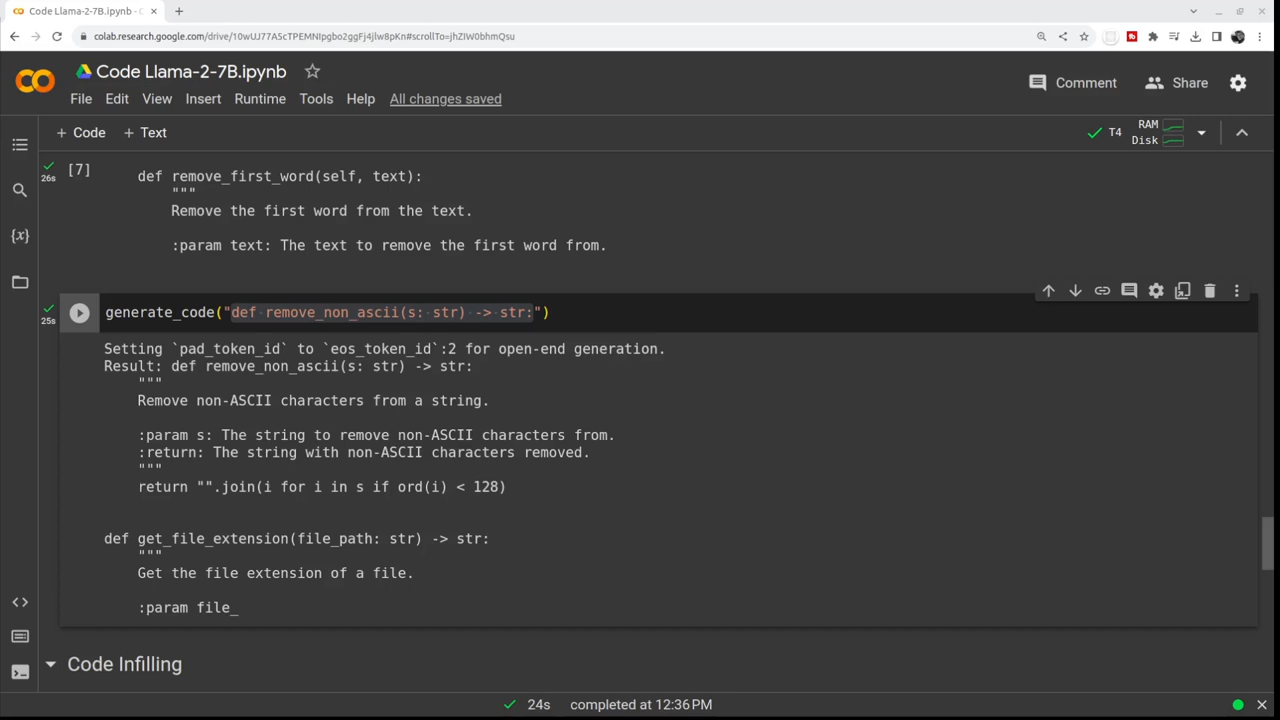 Code Llama-2-7B.ipynb - C
colab.research.google.com/drive/10wUJ77A5cTPEMNIpgbo2ggFj4jlw8pKn#scrollTo=jhZIW0bhmQsu
Code Llama-2-7B.ipynb
Comment
Share
File Edit View Insert Runtime Tools Help All changes saved
+ Code + Text
T4
RAM
Disk
[7]
26s
def remove_first_word(self, text):
"""
Remove the first word from the text.
:param text: The text to remove the first word from.
25s
generate_code("def remove_non_ascii(s: str) -> str:")
Setting `pad_token_id` to `eos_token_id`:2 for open-end generation.
Result: def remove_non_ascii(s: str) -> str:
"""
Remove non-ASCII characters from a string.
:param s: The string to remove non-ASCII characters from.
:return: The string with non-ASCII characters removed.
"""
return "".join(i for i in s if ord(i) < 128)
def get_file_extension(file_path: str) -> str:
"""
Get the file extension of a file.
:param file_
Code Infilling
24s completed at 12:36 PM